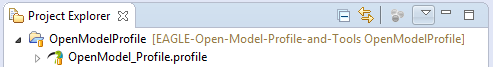 Project Explorer
OpenModelProfile [EAGLE-Open-Model-Profile-and-Tools OpenModelProfile]
OpenModel_Profile.profile